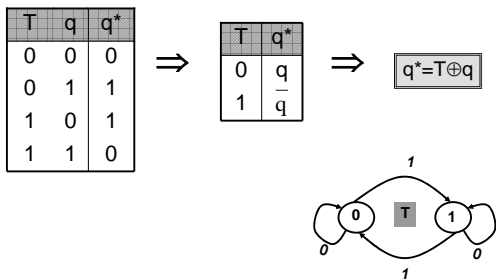 T q q*
0 0 0
0 1 1
1 0 1
1 1 0
⇒
T q*
0 q
1 q̅
⇒
q*=T⊕q
1
0 T 1
0 0
1